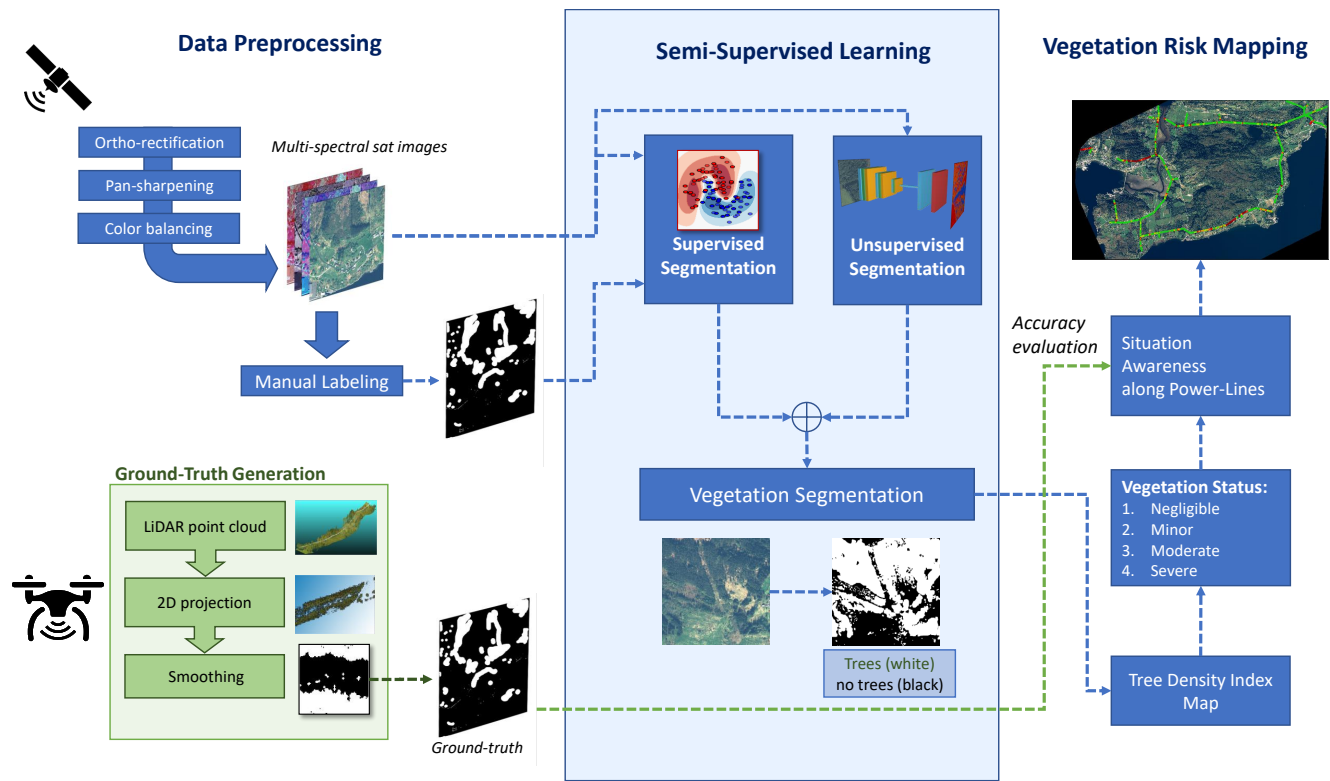 Data Preprocessing
Ortho-rectification
Pan-sharpening
Color balancing
Multi-spectral sat images
Manual Labeling
Ground-Truth Generation
LiDAR point cloud
2D projection
Smoothing
Ground-truth
Semi-Supervised Learning
Supervised
Segmentation
Unsupervised
Segmentation
Vegetation Segmentation
Trees (white)
no trees (black)
Vegetation Risk Mapping
Accuracy
evaluation
Situation
Awareness
along Power-Lines
Vegetation Status:
1. Negligible
2. Minor
3. Moderate
4. Severe
Tree Density Index
Map